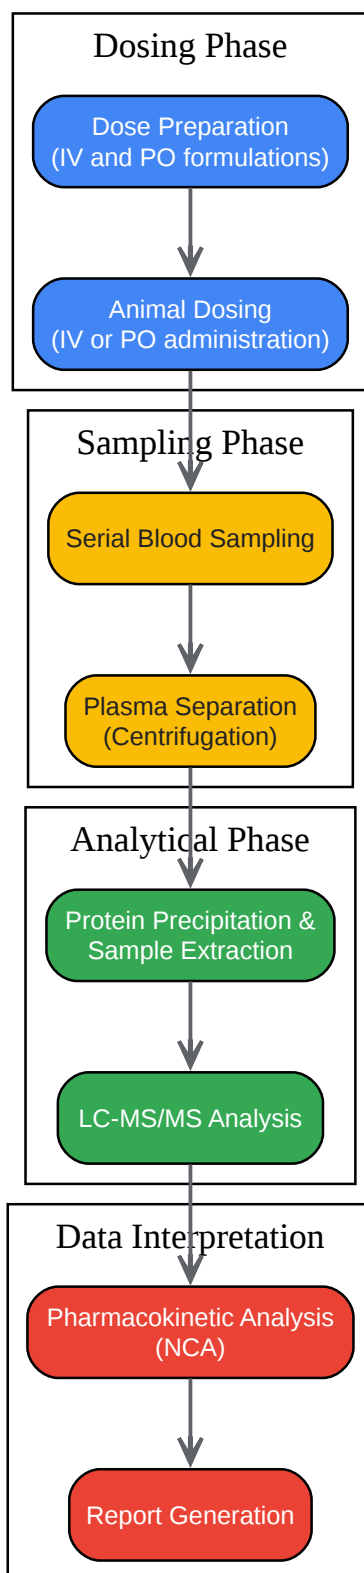 Dosing Phase
Dose Preparation
(IV and PO formulations)
Animal Dosing
(IV or PO administration)
Sampling Phase
Serial Blood Sampling
Plasma Separation
(Centrifugation)
Analytical Phase
Protein Precipitation &
Sample Extraction
LC-MS/MS Analysis
Data Interpretation
Pharmacokinetic Analysis
(NCA)
Report Generation